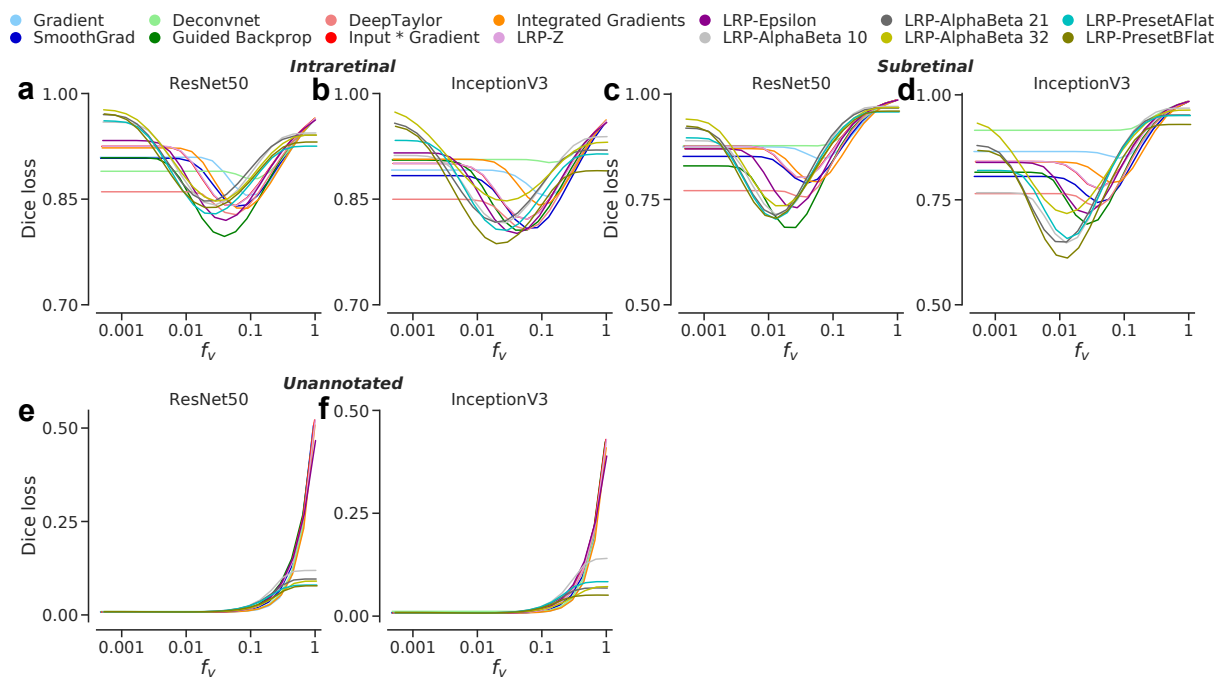 Gradient Deconvnet DeepTaylor Integrated Gradients LRP-Epsilon LRP-AlphaBeta 21 LRP-PresetAFlat
SmoothGrad Guided Backprop Input * Gradient LRP-Z LRP-AlphaBeta 10 LRP-AlphaBeta 32 LRP-PresetBFlat
Intraretinal Subretinal
a ResNet50 b InceptionV3 c ResNet50 d InceptionV3
1.00 1.00 1.00 1.00
Dice loss Dice loss Dice loss Dice loss
0.85 0.85 0.75 0.75
0.70 0.70 0.50 0.50
0.001 0.01 0.1 1 0.001 0.01 0.1 1 0.001 0.01 0.1 1 0.001 0.01 0.1 1
fv fv fv fv
Unannotated
e ResNet50 f InceptionV3
0.50 0.50
Dice loss Dice loss
0.25 0.25
0.00 0.00
0.001 0.01 0.1 1 0.001 0.01 0.1 1
fv fv